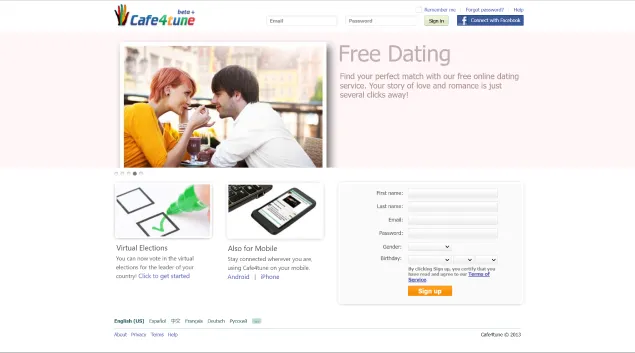 beta
Cafe4tune
Email
Password
Remember me
Forgot password?
Help
Sign in
Connect with Facebook
Free Dating
Find your perfect match with our free online dating
service. Your story of love and romance is just
several clicks away!
Virtual Elections
You can now vote in the virtual
elections for the leader of your
country! Click to get started
Also for Mobile
Stay connected wherever you are,
using Cafe4tune on your mobile.
Android | iPhone
First name:
Last name:
Email:
Password:
Gender:
Birthday:
By clicking Sign up, you certify that you
have read and agree to our Terms of
Service.
Sign up
English (US) Español 中文 Français Deutsch Русский
About Privacy Terms Help
Cafe4tune © 2013